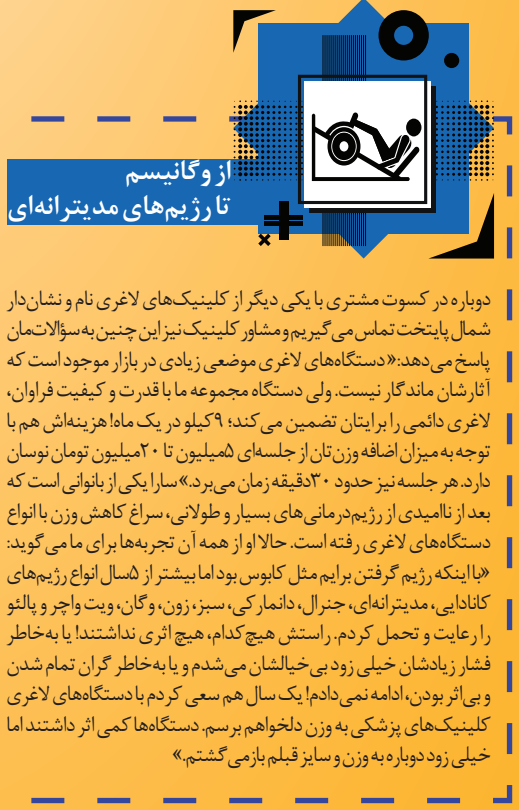 از وگانیسم
تا رژیم‌های مدیترانه‌ای
دوباره در کسوت مشتری با یکی دیگر از کلینیک‌های لاغری نام و نشان‌دار
شمال پایتخت تماس می‌گیریم و مشاور کلینیک نیز این چنین به سؤالات‌مان
پاسخ می‌دهد: «دستگاه‌های لاغری موضعی زیادی در بازار موجود است که
آثارشان ماندگار نیست. ولی دستگاه مجموعه ما با قدرت و کیفیت فراوان،
لاغری دائمی را برایتان تضمین می‌کند؛ ۹کیلو در یک ماه! هزینه‌اش هم با
توجه به میزان اضافه وزن‌تان از جلسه‌ای ۵میلیون تا ۲۰میلیون تومان نوسان
دارد. هر جلسه نیز حدود ۳۰دقیقه زمان می‌برد.» سارا یکی از بانوانی است که
بعد از ناامیدی از رژیم‌درمانی‌های بسیار و طولانی، سراغ کاهش وزن با انواع
دستگاه‌های لاغری رفته است. حالا او از همه آن تجربه‌ها برای ما می‌گوید:
«با اینکه رژیم گرفتن برایم مثل کابوس بود اما بیشتر از ۵سال انواع رژیم‌های
کانادایی، مدیترانه‌ای، جنرال، دانمارکی، سبز، زون، وگان، ویت واچر و پالئو
را رعایت و تحمل کردم. راستش هیچ‌کدام، هیچ اثری نداشتند! یا به‌خاطر
فشار زیادشان خیلی زود بی‌خیالشان می‌شدم و یا به‌خاطر گران تمام شدن
و بی‌اثر بودن، ادامه نمی‌دادم! یک سال هم سعی کردم با دستگاه‌های لاغری
کلینیک‌های پزشکی به وزن دلخواهم برسم. دستگاه‌ها کمی اثر داشتند اما
خیلی زود دوباره به وزن و سایز قبلم بازمی‌گشتم.»